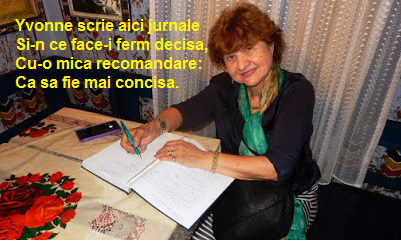 Yvonne scrie aici jurnale
Si-n ce face-i ferm decisa,
Cu-o mica recomandare:
Ca sa fie mai concisa.